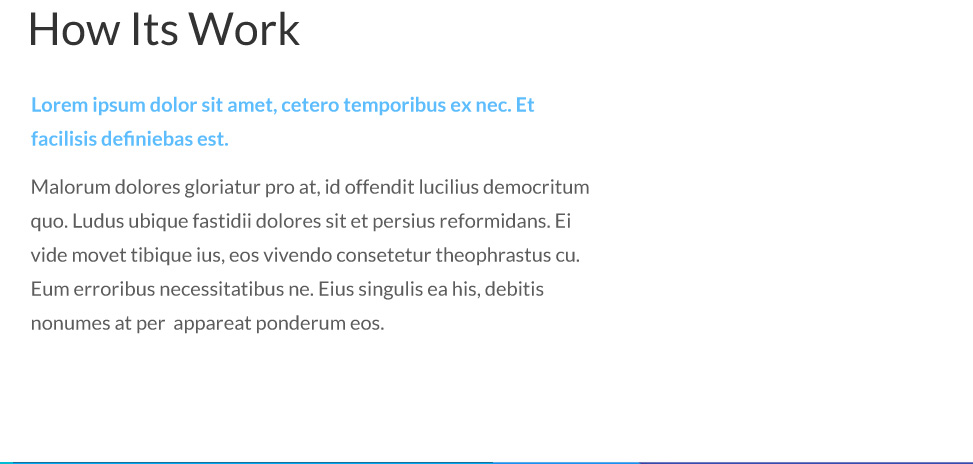 How Its Work
Lorem ipsum dolor sit amet, cetero temporibus ex nec. Et
facilisis definiebas est.
Malorum dolores gloriatur pro at, id offendit lucilius democritum
quo. Ludus ubique fastidii dolores sit et persius reformidans. Ei
vide movet tibique ius, eos vivendo consetetur theophrastus cu.
Eum erroribus necessitatibus ne. Eius singulis ea his, debitis
nonumes at per  appareat ponderum eos.